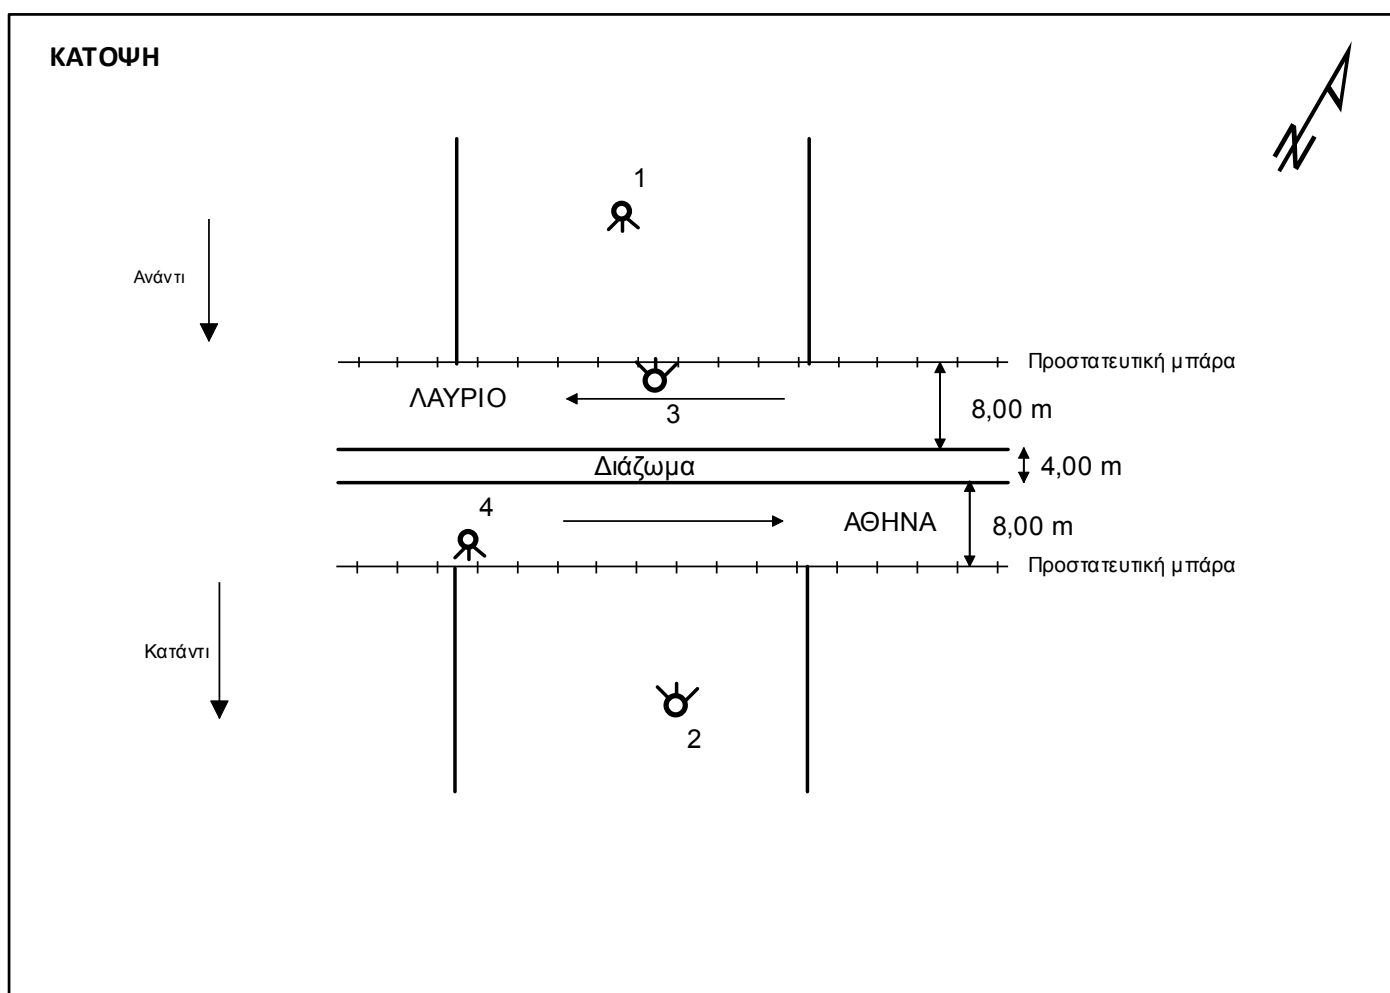 ΚΑΤΟΨΗ
N
1
Ανάντι
Προστατευτική μπάρα
ΛΑΥΡΙΟ
3
8,00 m
Διάζωμα
4,00 m
4
ΑΘΗΝΑ
8,00 m
Προστατευτική μπάρα
Κατάντι
2